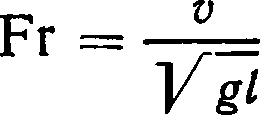 Fr = v / √gl